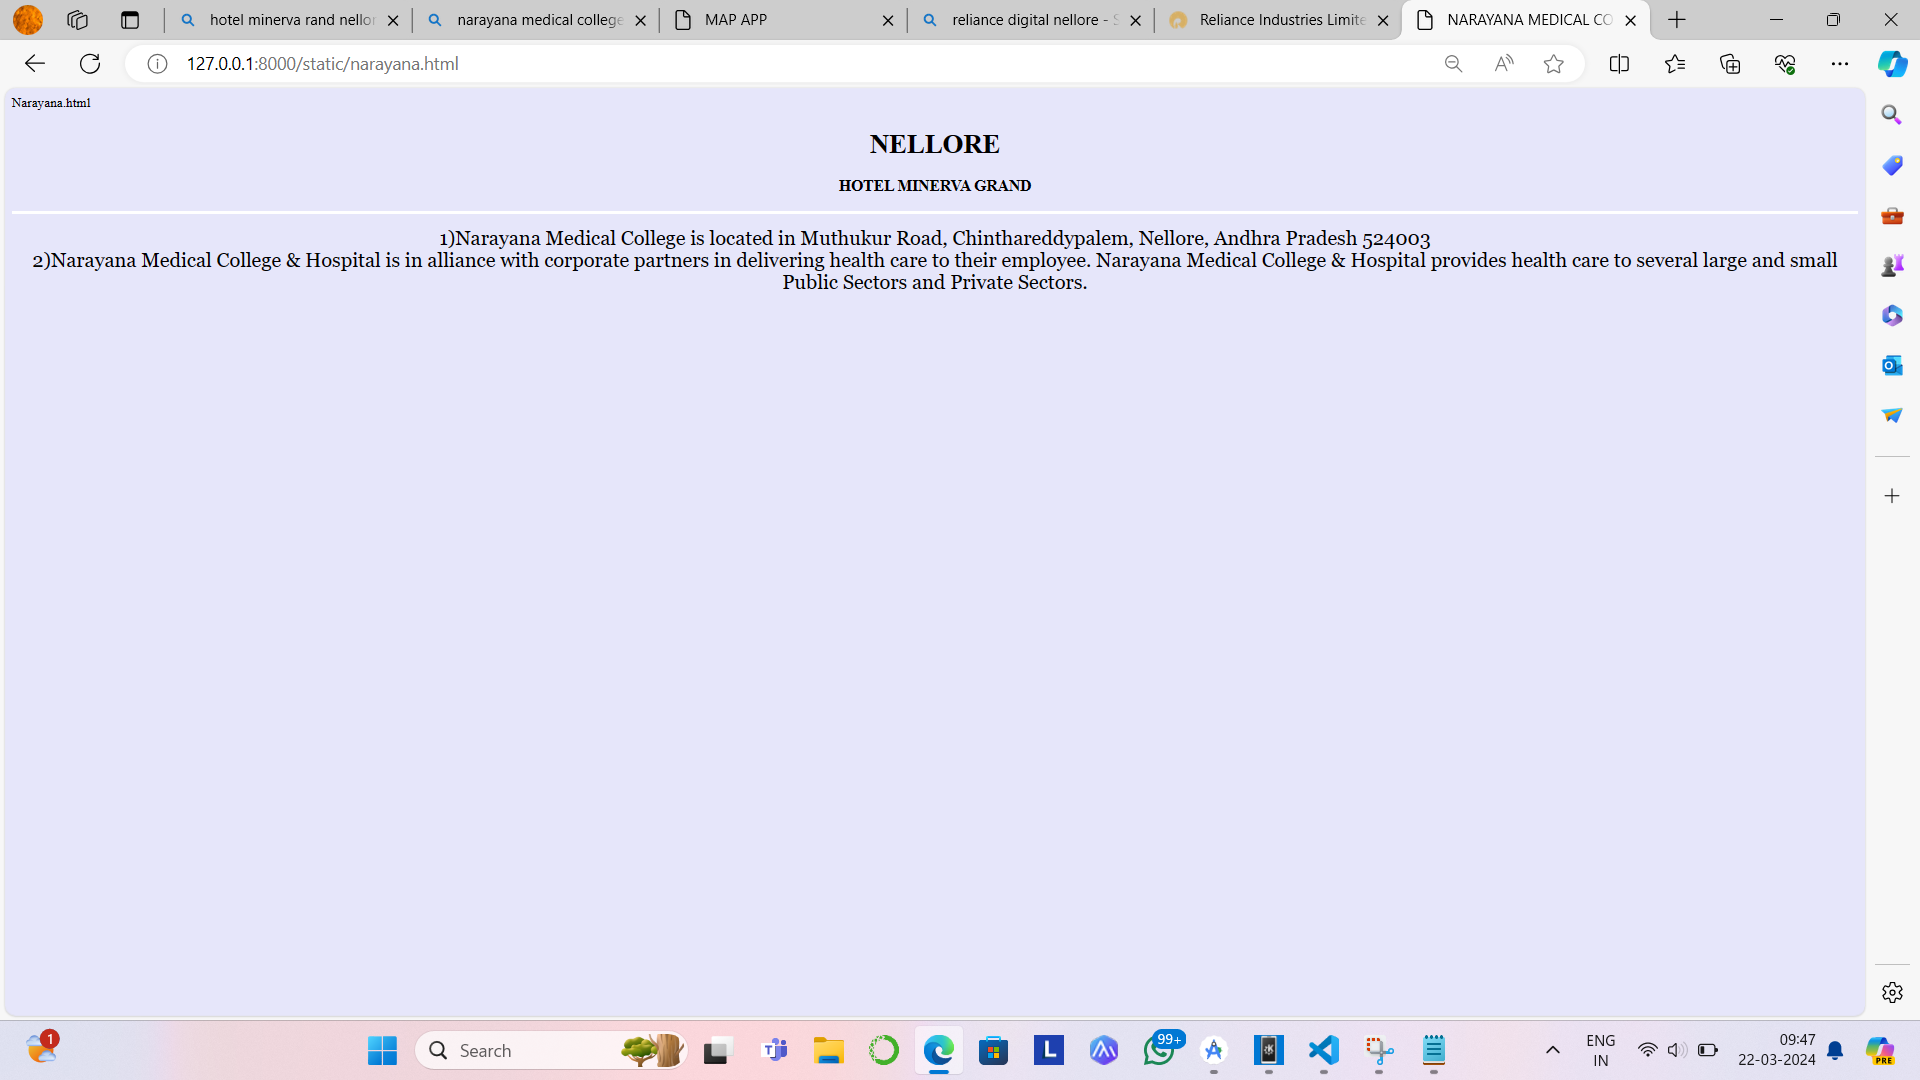 hotel minerva rand nellor
narayana medical college
MAP APP
reliance digital nellore - S
Reliance Industries Limite
NARAYANA MEDICAL CO
127.0.0.1:8000/static/narayana.html
Narayana.html
NELLORE
HOTEL MINERVA GRAND
1)Narayana Medical College is located in Muthukur Road, Chinthareddypalem, Nellore, Andhra Pradesh 524003
2)Narayana Medical College & Hospital is in alliance with corporate partners in delivering health care to their employee. Narayana Medical College & Hospital provides health care to several large and small
Public Sectors and Private Sectors.
1
Search
99+
ENG
IN
09:47
22-03-2024
PRE